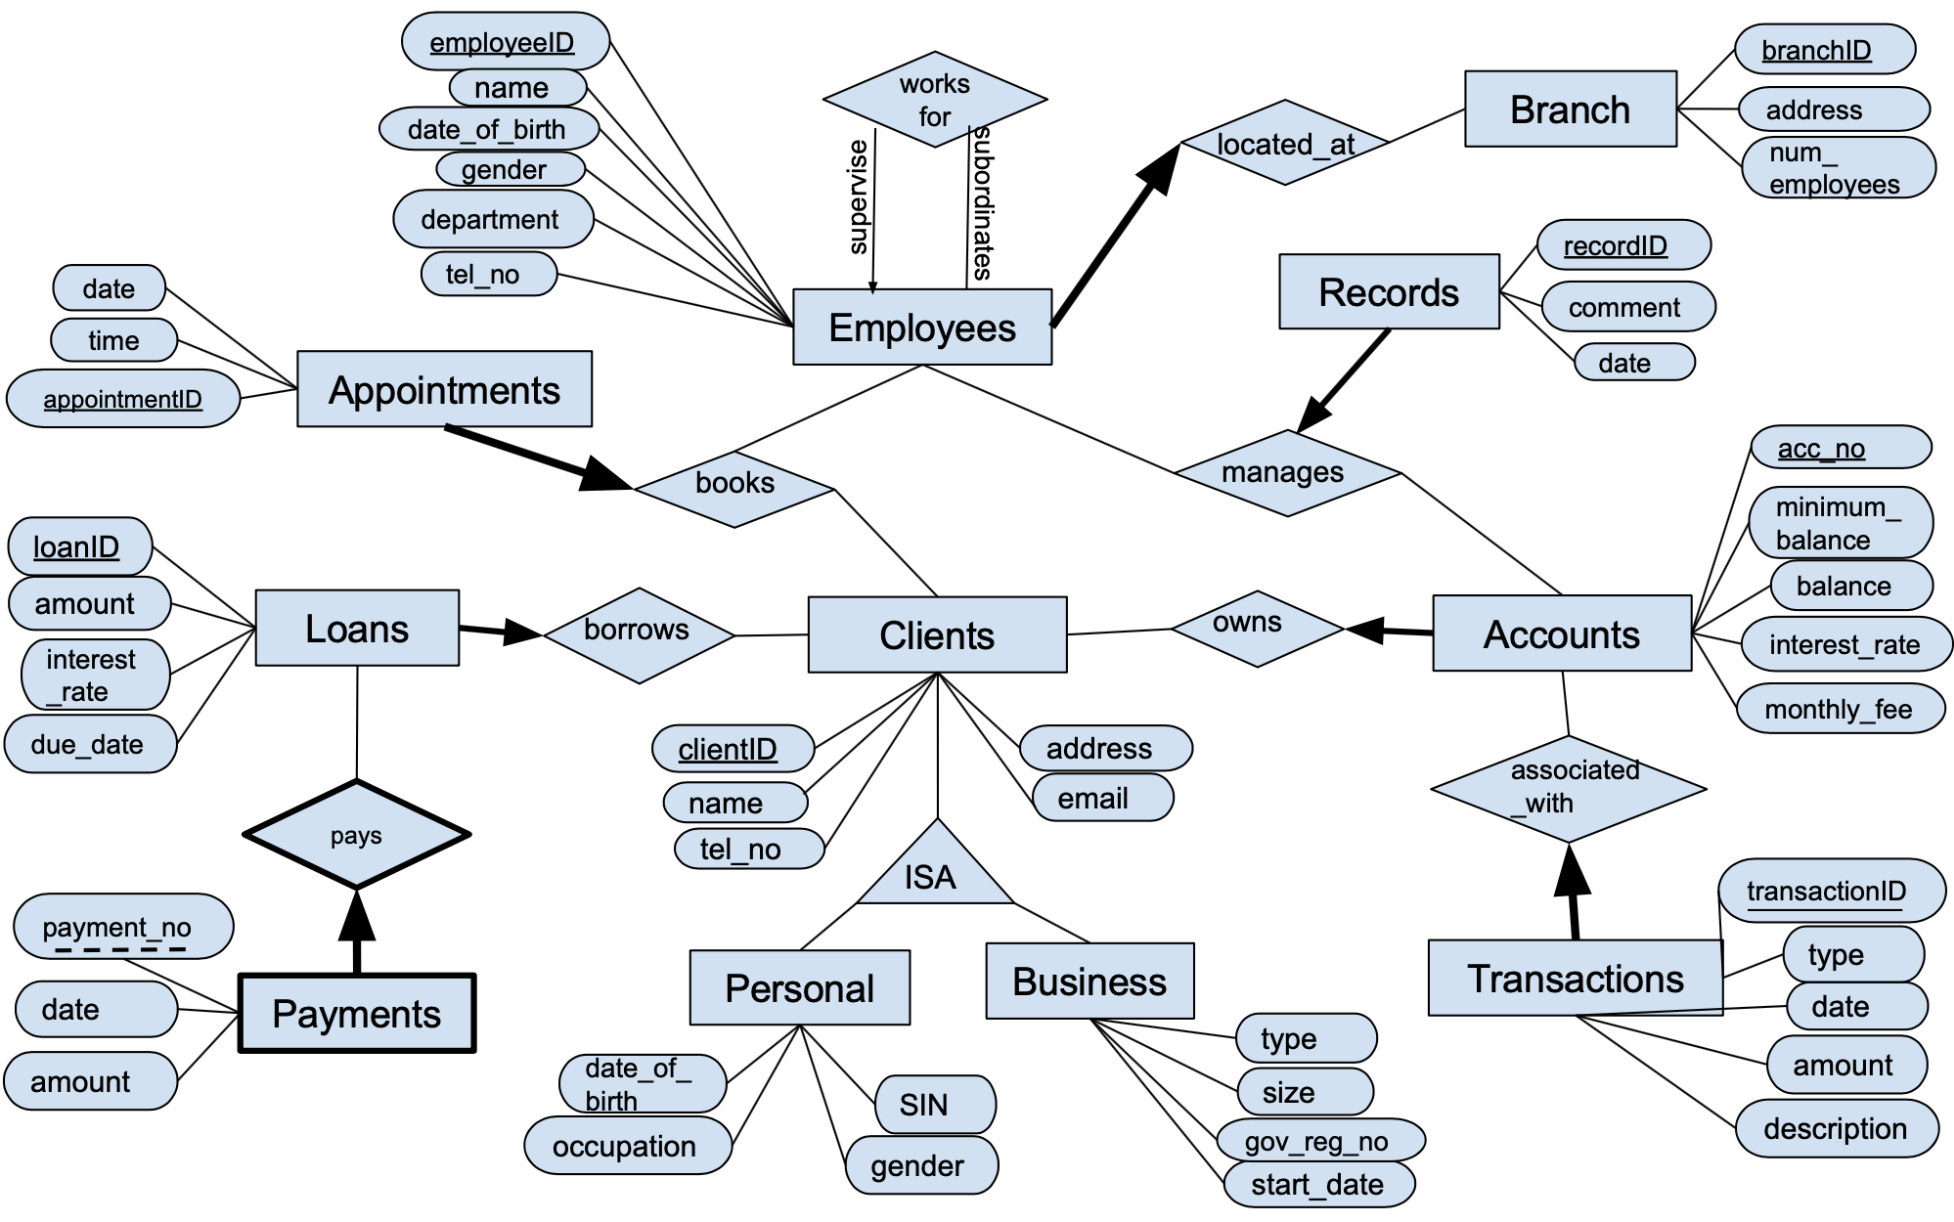 employeeID
name
date_of_birth
gender
department
tel_no
works
for
supervise
subordinates
located_at
Branch
branchID
address
num_
employees
Employees
Records
recordID
comment
date
date
time
appointmentID
Appointments
books
manages
acc_no
minimum_
balance
balance
interest_rate
monthly_fee
loanID
amount
interest
_rate
due_date
Loans
borrows
Clients
owns
Accounts
clientID
name
tel_no
address
email
associated
_with
pays
ISA
payment_no
date
amount
Payments
Personal
Business
Transactions
transactionID
type
date
amount
description
date_of_
birth
occupation
SIN
gender
type
size
gov_reg_no
start_date